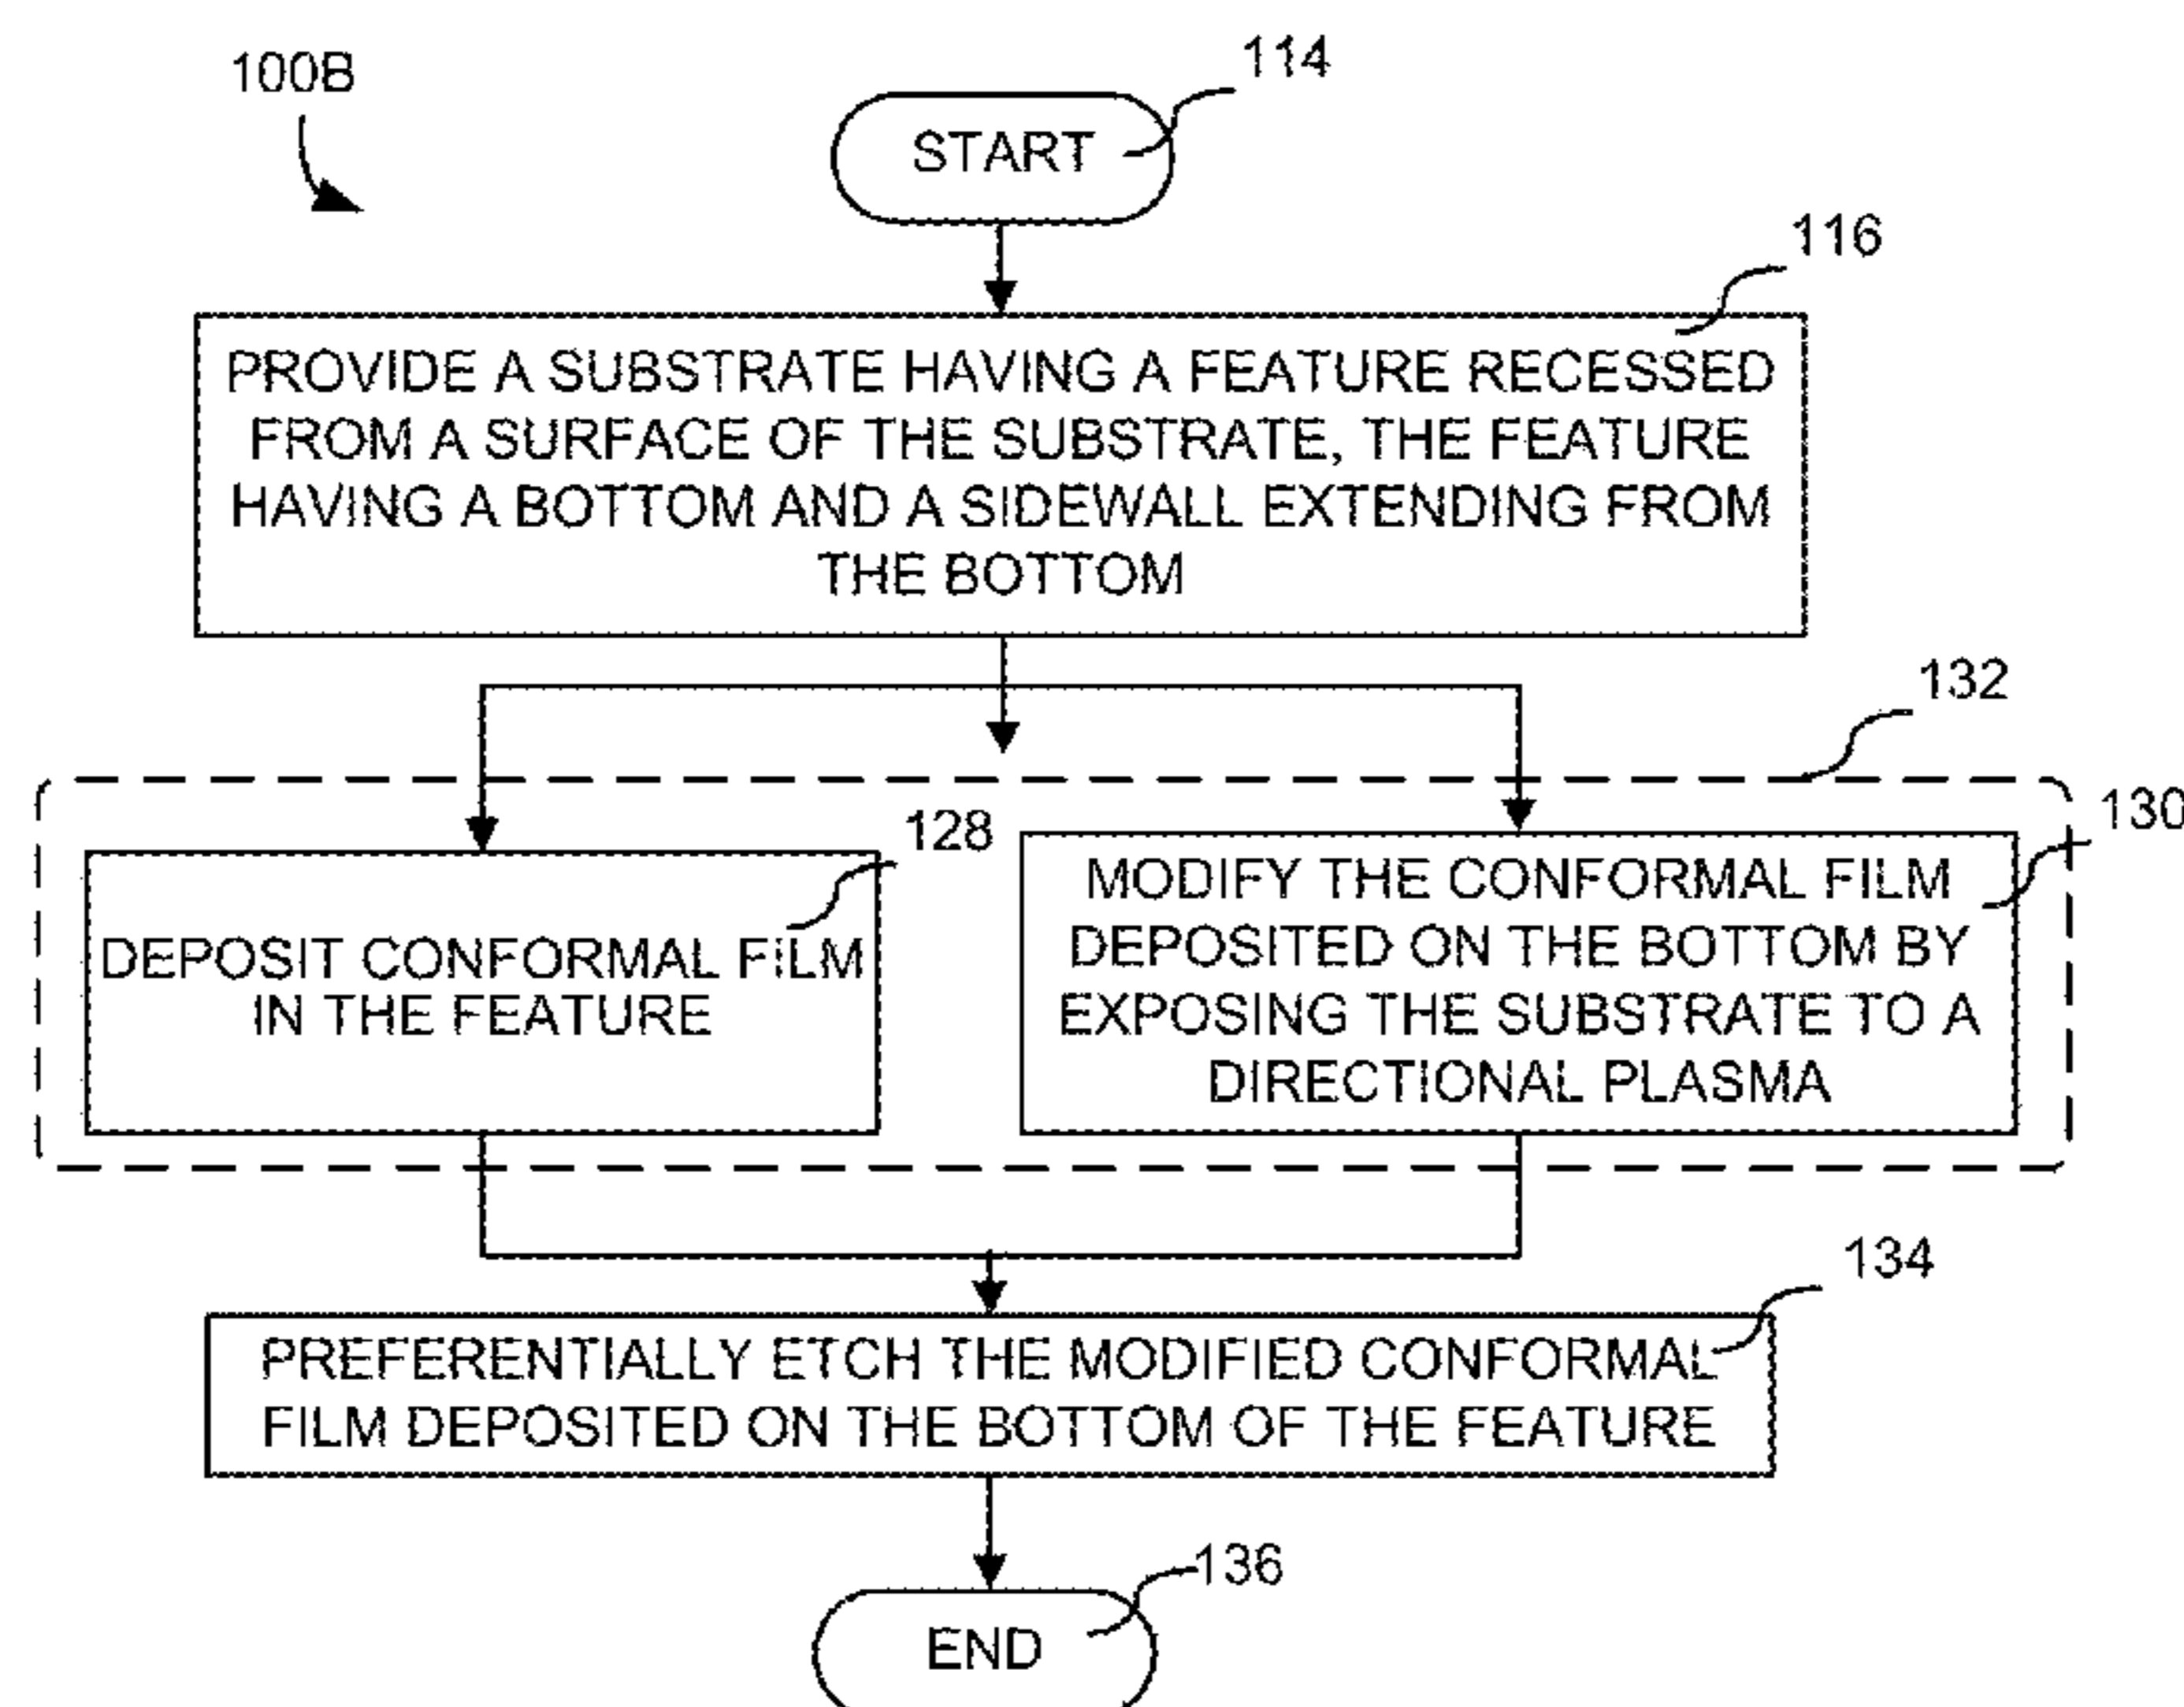 100B
114
START
116
PROVIDE A SUBSTRATE HAVING A FEATURE RECESSED
FROM A SURFACE OF THE SUBSTRATE, THE FEATURE
HAVING A BOTTOM AND A SIDEWALL EXTENDING FROM
THE BOTTOM
132
128
DEPOSIT CONFORMAL FILM
IN THE FEATURE
130
MODIFY THE CONFORMAL FILM
DEPOSITED ON THE BOTTOM BY
EXPOSING THE SUBSTRATE TO A
DIRECTIONAL PLASMA
134
PREFERENTIALLY ETCH THE MODIFIED CONFORMAL
FILM DEPOSITED ON THE BOTTOM OF THE FEATURE
136
END